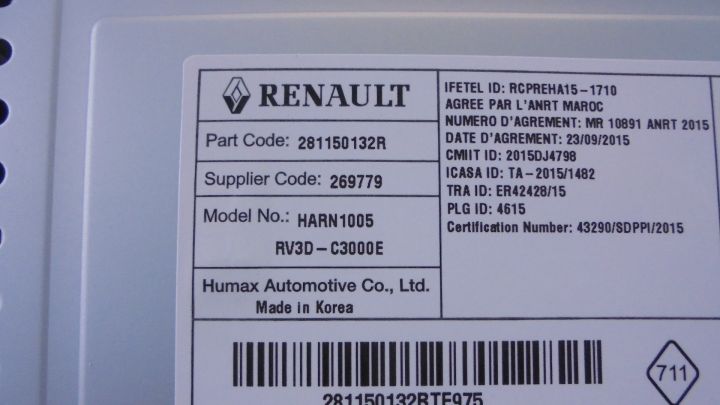 RENAULT
Part Code: 281150132R
Supplier Code: 269779
Model No.: HARN1005
RV3D-C3000E
Humax Automotive Co., Ltd.
Made in Korea
IFETEL ID: RCPREHA15-1710
AGREE PAR L'ANRT MAROC
NUMERO D'AGREMENT: MR 10891 ANRT 2015
DATE D'AGREMENT: 23/09/2015
CMIIT ID: 2015DJ4798
ICASA ID: TA-2015/1482
TRA ID: ER42428/15
PLG ID: 4615
Certification Number: 43290/SDPPI/2015
281150132RTF975
711